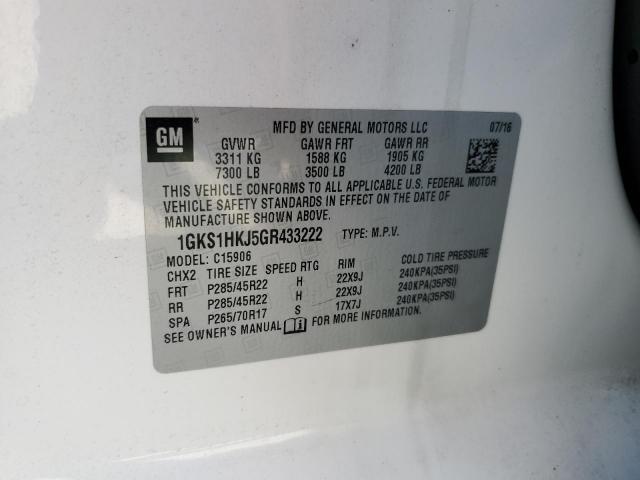 GM
MFD BY GENERAL MOTORS LLC 07/16
GVWR GAWR FRT GAWR RR
3311 KG 1588 KG 1905 KG
7300 LB 3500 LB 4200 LB
THIS VEHICLE CONFORMS TO ALL APPLICABLE U.S. FEDERAL MOTOR
VEHICLE SAFETY STANDARDS IN EFFECT ON THE DATE OF
MANUFACTURE SHOWN ABOVE.
1GKS1HKJ5GR433222 TYPE: M.P.V.
MODEL: C15906
CHX2 TIRE SIZE SPEED RTG RIM COLD TIRE PRESSURE
FRT P285/45R22 H 22X9J 240KPA(35PSI)
RR P285/45R22 H 22X9J 240KPA(35PSI)
SPA P265/70R17 S 17X7J 240KPA(35PSI)
SEE OWNER'S MANUAL FOR MORE INFORMATION.